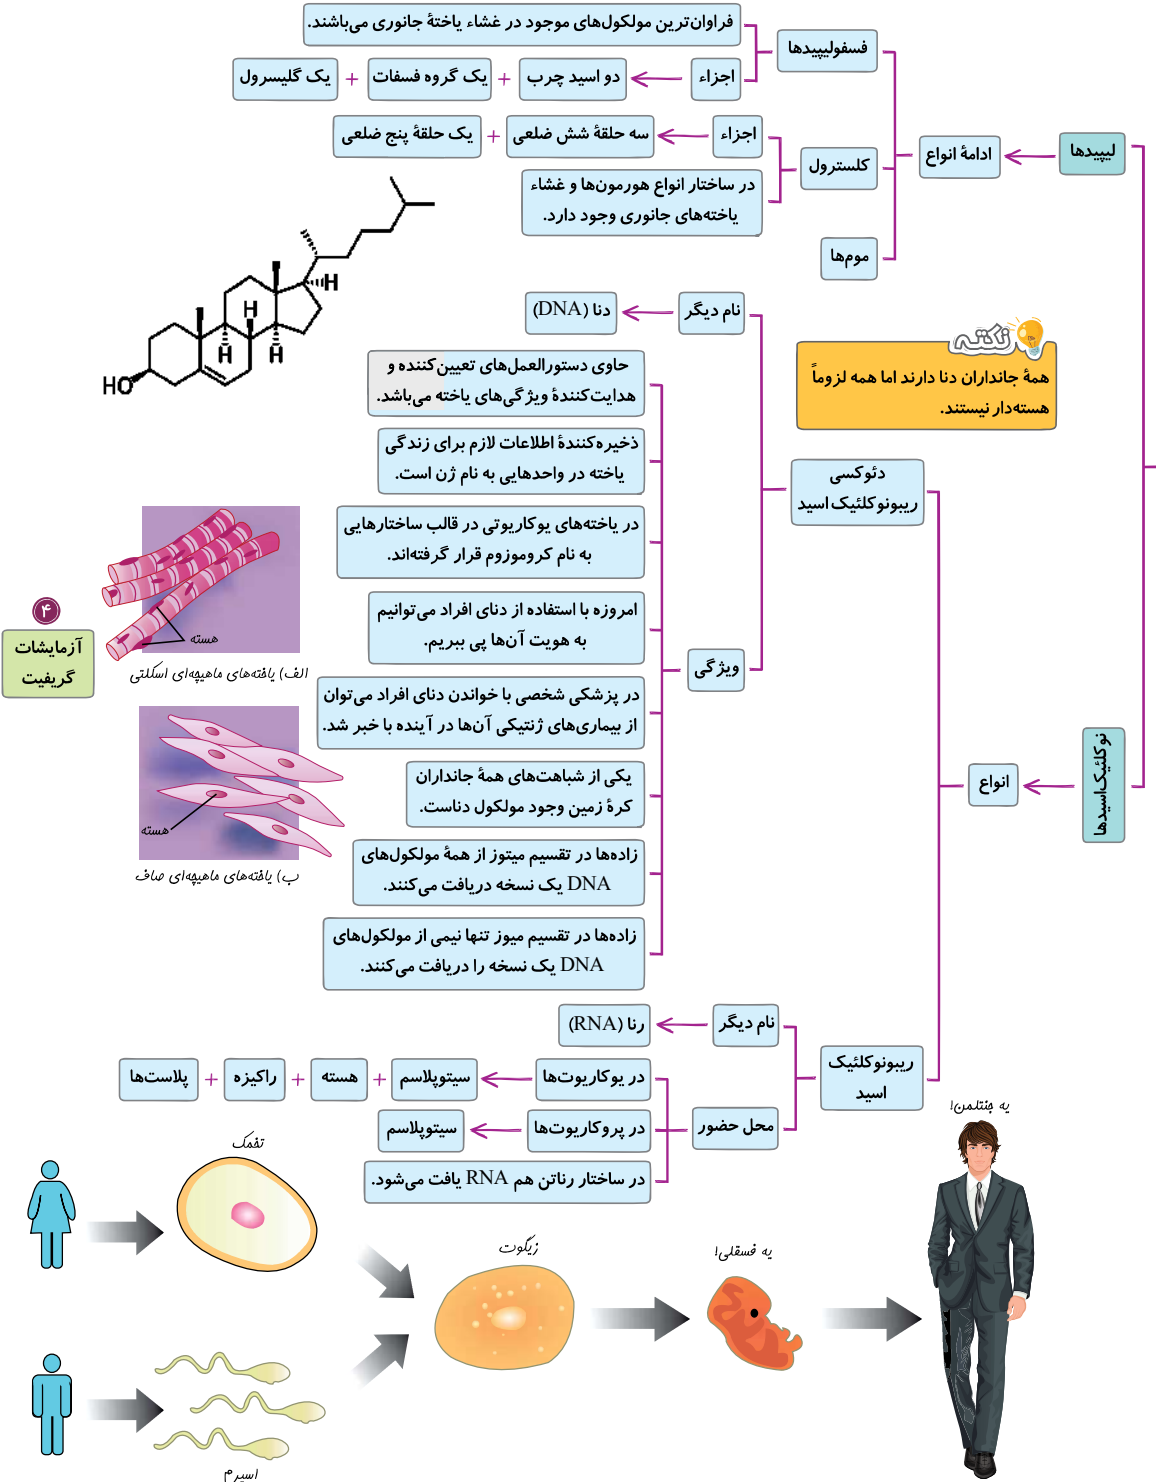 لیپیدها
ادامهٔ انواع
فسفولیپیدها
فراوان‌ترین مولکول‌های موجود در غشاء یاختهٔ جانوری می‌باشند.
اجزاء
دو اسید چرب + یک گروه فسفات + یک گلیسرول
کلسترول
اجزاء
سه حلقهٔ شش ضلعی + یک حلقهٔ پنج ضلعی
در ساختار انواع هورمون‌ها و غشاء
یاخته‌های جانوری وجود دارد.
موم‌ها
HO
H
H
H
H
نکته
همهٔ جانداران دنا دارند اما همه لزوماً
هسته‌دار نیستند.
نوکلئیک‌اسیدها
انواع
دئوکسی
ریبونوکلئیک اسید
نام دیگر
دنا (DNA)
ویژگی
حاوی دستورالعمل‌های تعیین‌کننده و
هدایت‌کنندهٔ ویژگی‌های یاخته می‌باشد.
ذخیره‌کنندهٔ اطلاعات لازم برای زندگی
یاخته در واحدهایی به نام ژن است.
در یاخته‌های یوکاریوتی در قالب ساختارهایی
به نام کروموزوم قرار گرفته‌اند.
امروزه با استفاده از دنای افراد می‌توانیم
به هویت آن‌ها پی ببریم.
در پزشکی شخصی با خواندن دنای افراد می‌توان
از بیماری‌های ژنتیکی آن‌ها در آینده با خبر شد.
یکی از شباهت‌های همهٔ جانداران
کرهٔ زمین وجود مولکول دناست.
زاده‌ها در تقسیم میتوز از همهٔ مولکول‌های
DNA یک نسخه دریافت می‌کنند.
زاده‌ها در تقسیم میوز تنها نیمی از مولکول‌های
DNA یک نسخه را دریافت می‌کنند.
هسته
الف) یاخته‌های ماهیچه‌ای اسکلتی
هسته
ب) یاخته‌های ماهیچه‌ای صاف
۴
آزمایشات
گریفیت
ریبونوکلئیک
اسید
نام دیگر
رنا (RNA)
محل حضور
در یوکاریوت‌ها
سیتوپلاسم + هسته + راکیزه + پلاست‌ها
در پروکاریوت‌ها
سیتوپلاسم
در ساختار رناتن هم RNA یافت می‌شود.
یه جنتلمن!
تخمک
زیگوت
یه فسقلی!
اسپرم